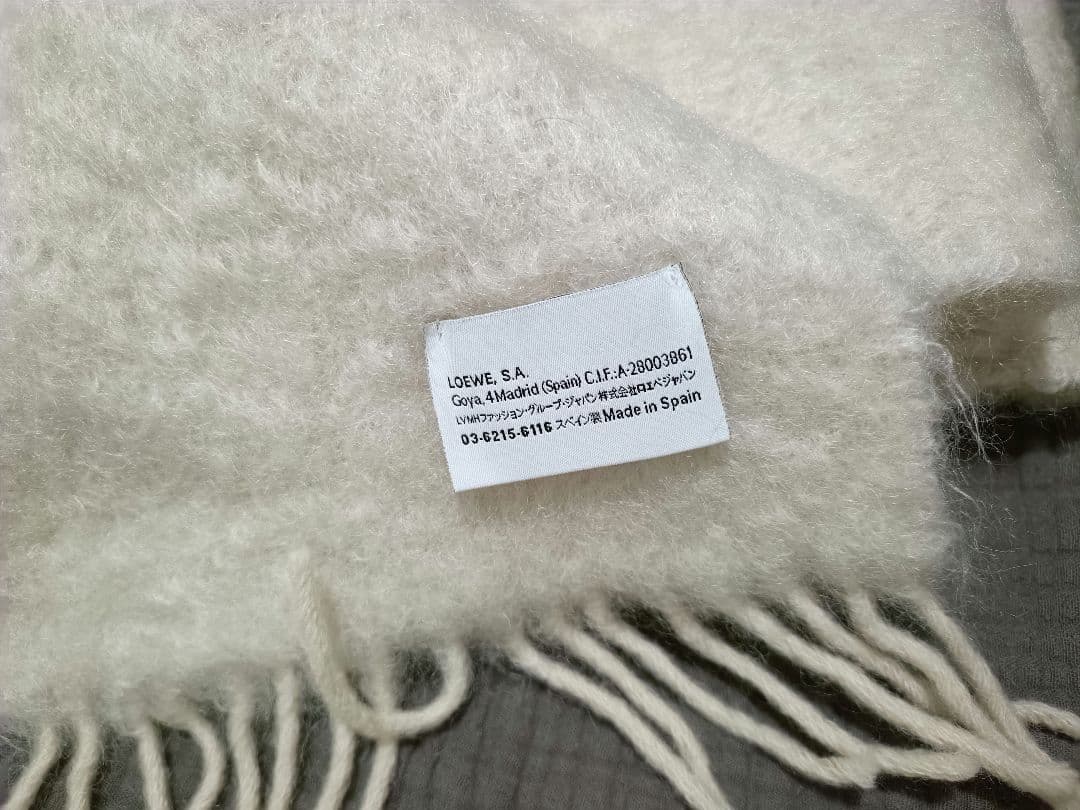 LOEWE, S.A.
Goya, 4 Madrid (Spain) C.I.F.:A-28003861
LVMHファッション・グループ・ジャパン株式会社ロエベジャパン
03-6215-6116 スペイン製 Made in Spain